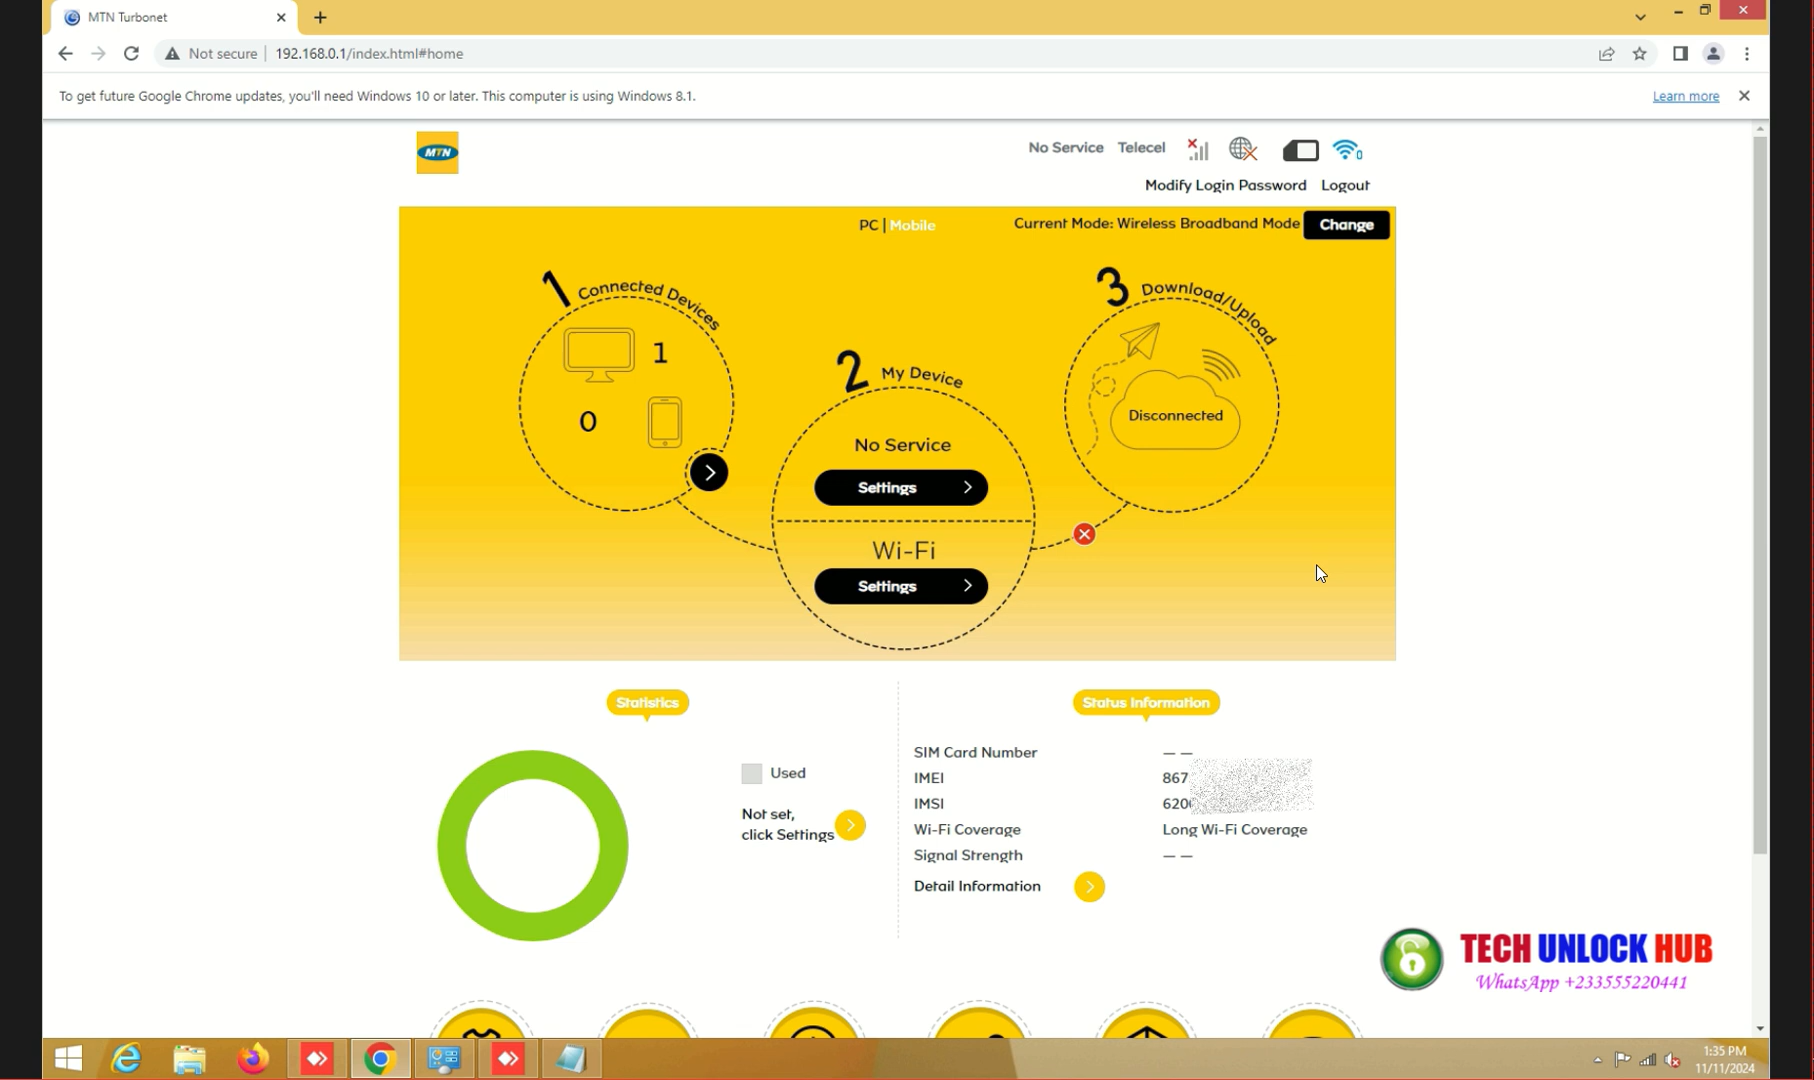 MTN Turbonet
Not secure
192.168.0.1/index.html#home
To get future Google Chrome updates, you'll need Windows 10 or later. This computer is using Windows 8.1.
Learn more
MTN
No Service Telecel
0
Modify Login Password Logout
PC | Mobile
Current Mode: Wireless Broadband Mode Change
1 Connected Devices
1
0
2 My Device
No Service
Settings
Wi-Fi
Settings
3 Download/Upload
Disconnected
Statistics
Used
Not set,
click Settings
Status Information
SIM Card Number — —
IMEI 867
IMSI 620
Wi-Fi Coverage Long Wi-Fi Coverage
Signal Strength — —
Detail Information
TECH UNLOCK HUB
WhatsApp +233555220441
1:35 PM
11/11/2024